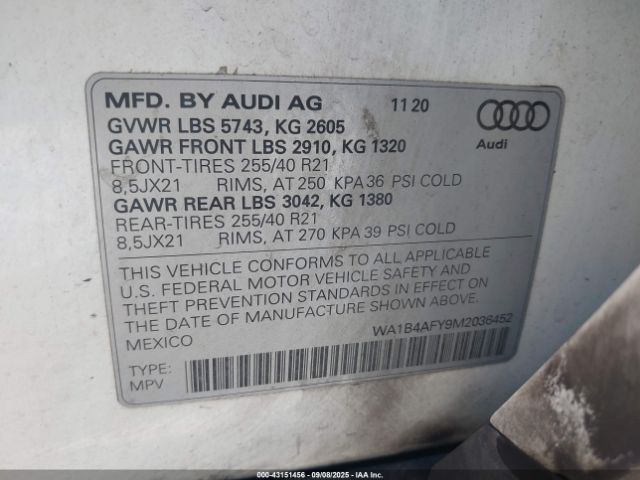 MFD. BY AUDI AG 11 20
GVWR LBS 5743, KG 2605
GAWR FRONT LBS 2910, KG 1320
FRONT-TIRES 255/40 R21
8,5JX21 RIMS, AT 250 KPA 36 PSI COLD
GAWR REAR LBS 3042, KG 1380
REAR-TIRES 255/40 R21
8,5JX21 RIMS, AT 270 KPA 39 PSI COLD
Audi
THIS VEHICLE CONFORMS TO ALL APPLICABLE
U.S. FEDERAL MOTOR VEHICLE SAFETY AND
THEFT PREVENTION STANDARDS IN EFFECT ON
THE DATE OF MANUFACTURE SHOWN ABOVE.
MEXICO
WA1B4AFY9M2036452
TYPE:
MPV
00-43151456 (UNITED STATES) - 09/08/2025 - IAA Inc.